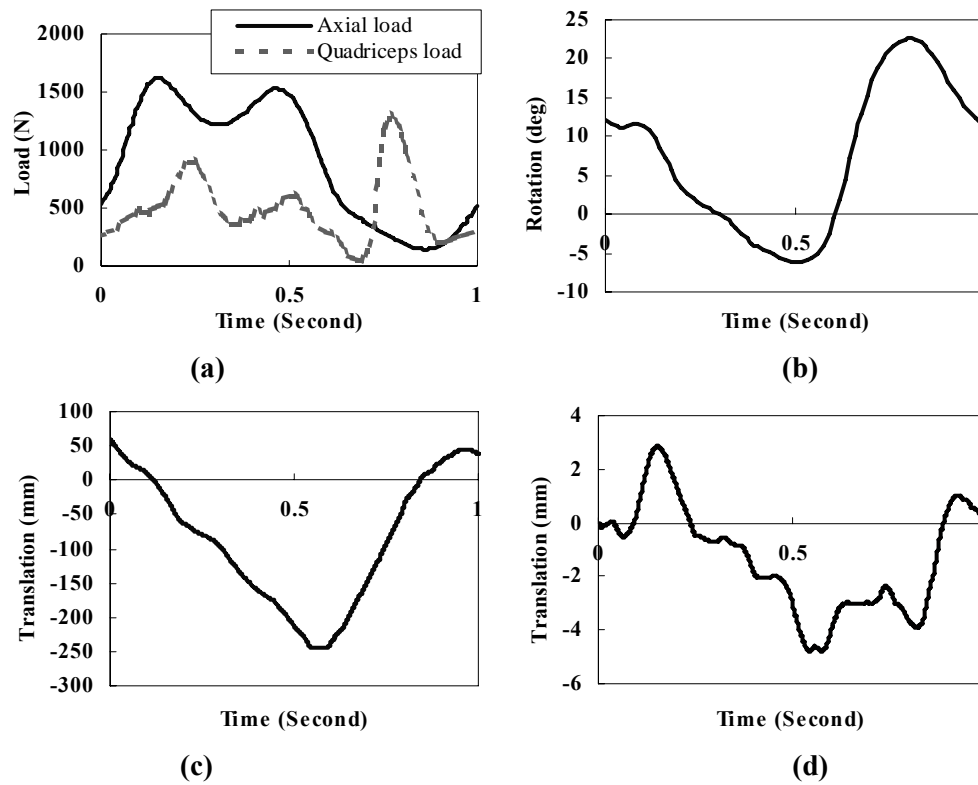 Axial load
Quadriceps load
2000
1500
1000
500
0
Load (N)
0
0.5
1
Time (Second)
(a)
25
20
15
10
5
0
-5
-10
Rotation (deg)
0
0.5
Time (Second)
(b)
100
50
0
-50
-100
-150
-200
-250
-300
Translation (mm)
0
0.5
1
Time (Second)
(c)
4
2
0
-2
-4
-6
Translation (mm)
0
0.5
Time (Second)
(d)